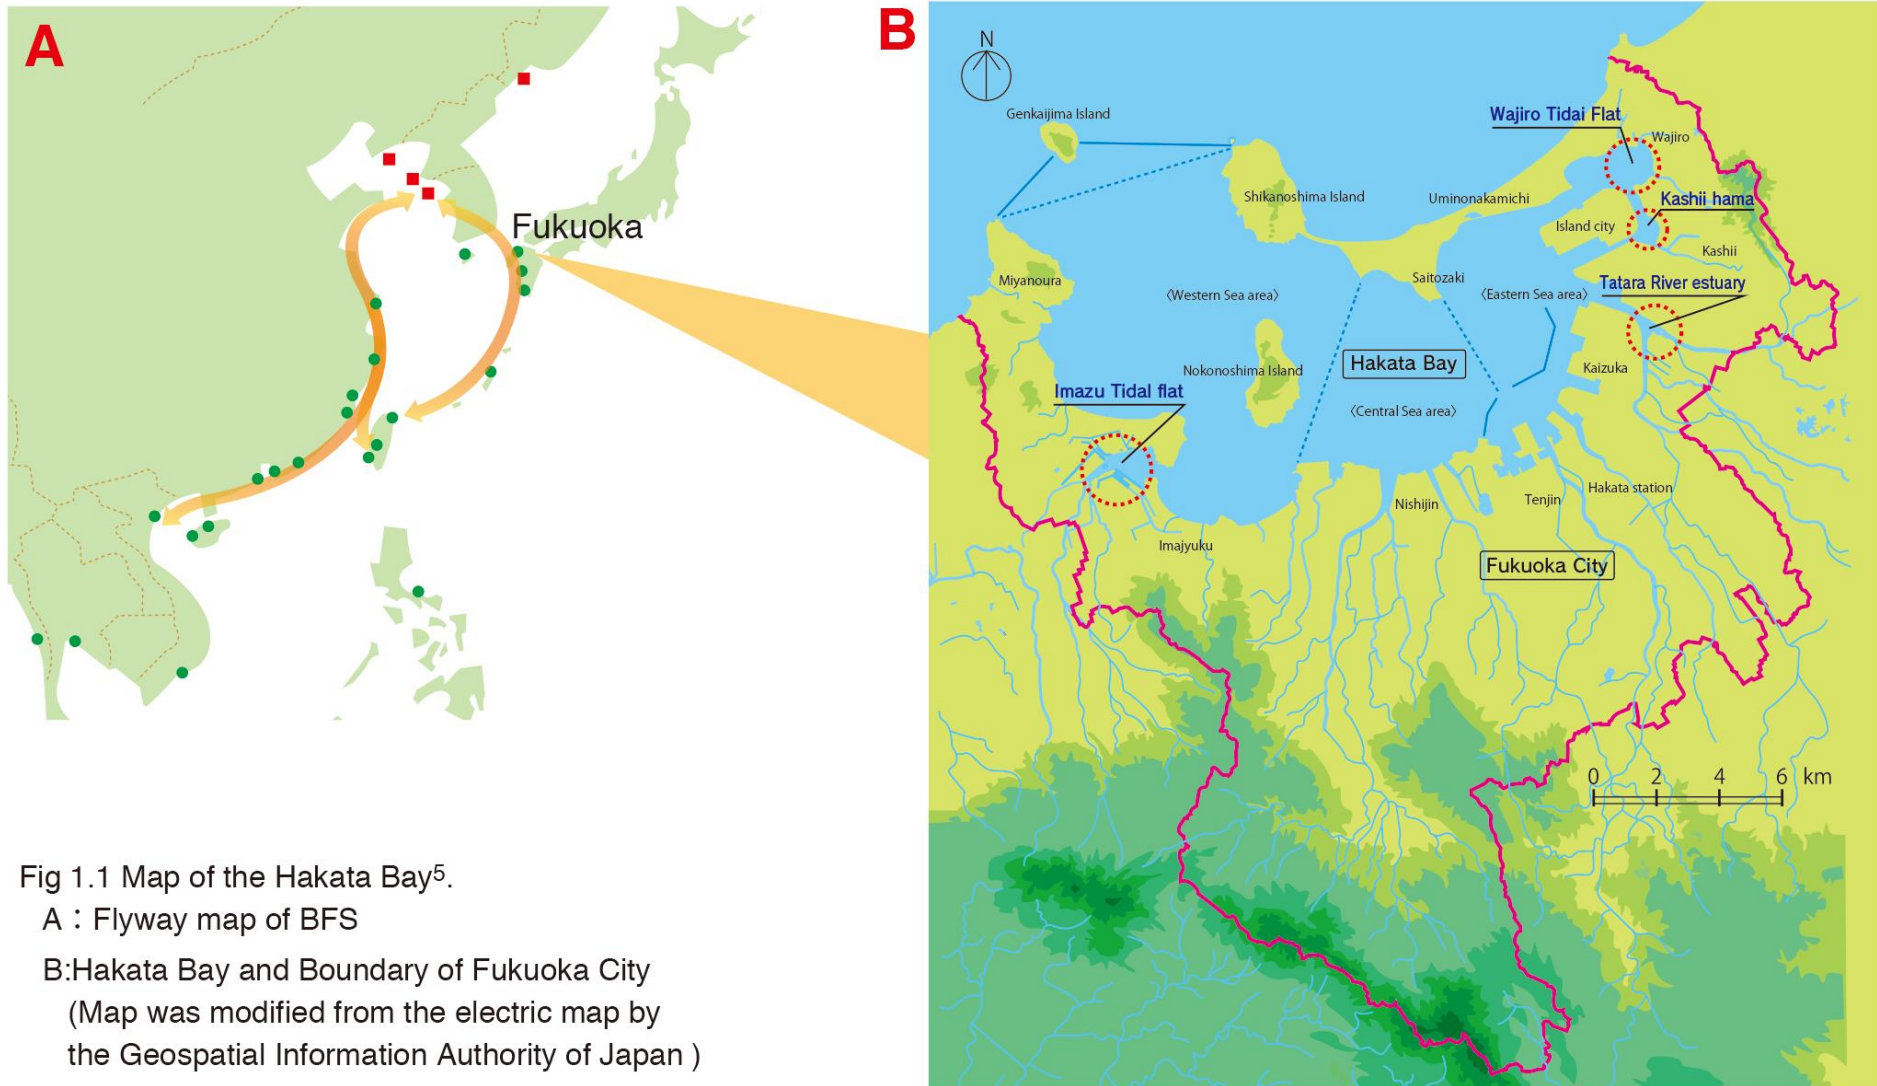 A
Fukuoka
Fig 1.1 Map of the Hakata Bay5.
A：Flyway map of BFS
B:Hakata Bay and Boundary of Fukuoka City
(Map was modified from the electric map by
the Geospatial Information Authority of Japan )
B
N
Genkaijima Island
Wajiro Tidai Flat
Wajiro
Shikanoshima Island
Uminonakamichi
Kashii hama
Island city
Kashii
Miyanoura
Saitozaki
〈Western Sea area〉
〈Eastern Sea area〉
Tatara River estuary
Hakata Bay
Nokonoshima Island
Kaizuka
Imazu Tidal flat
〈Central Sea area〉
Hakata station
Nishijin
Tenjin
Imajyuku
Fukuoka City
0 2 4 6 km